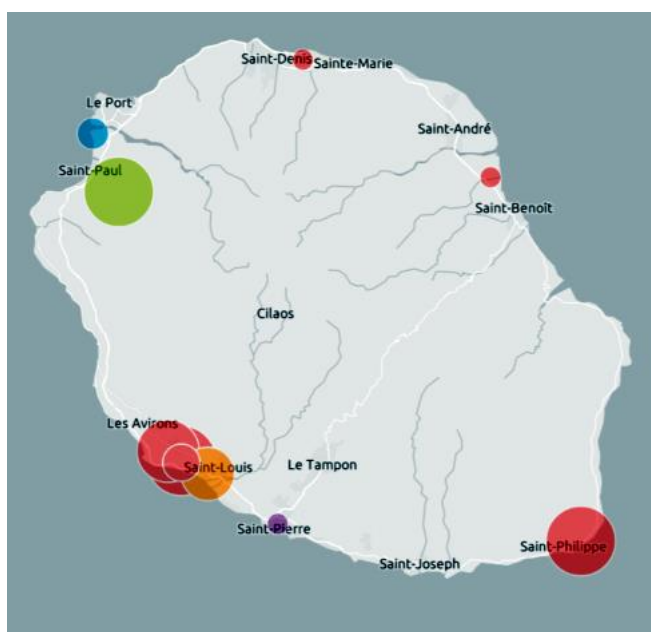 Saint-Denis
Sainte-Marie
Le Port
Saint-André
Saint-Paul
Saint-Benoît
Cilaos
Les Avirons
Saint-Louis
Le Tampon
Saint-Pierre
Saint-Philippe
Saint-Joseph